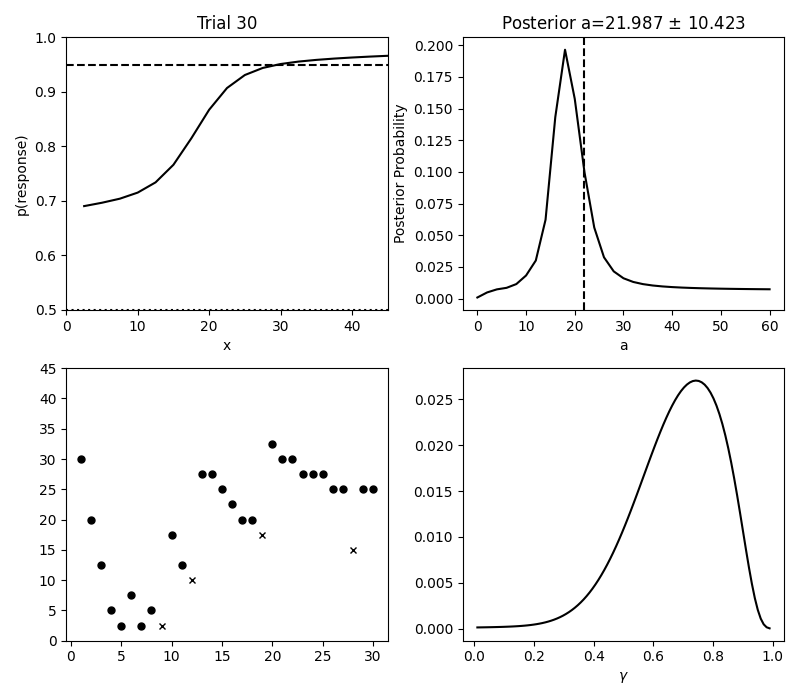 Trial 30
1.0
0.9
0.8
0.7
0.6
0.5
p(response)
0 10 20 30 40
x
Posterior a=21.987 ± 10.423
0.200
0.175
0.150
0.125
0.100
0.075
0.050
0.025
0.000
Posterior Probability
0 10 20 30 40 50 60
a
45
40
35
30
25
20
15
10
5
0
0 5 10 15 20 25 30
0.025
0.020
0.015
0.010
0.005
0.000
0.0 0.2 0.4 0.6 0.8 1.0
γ